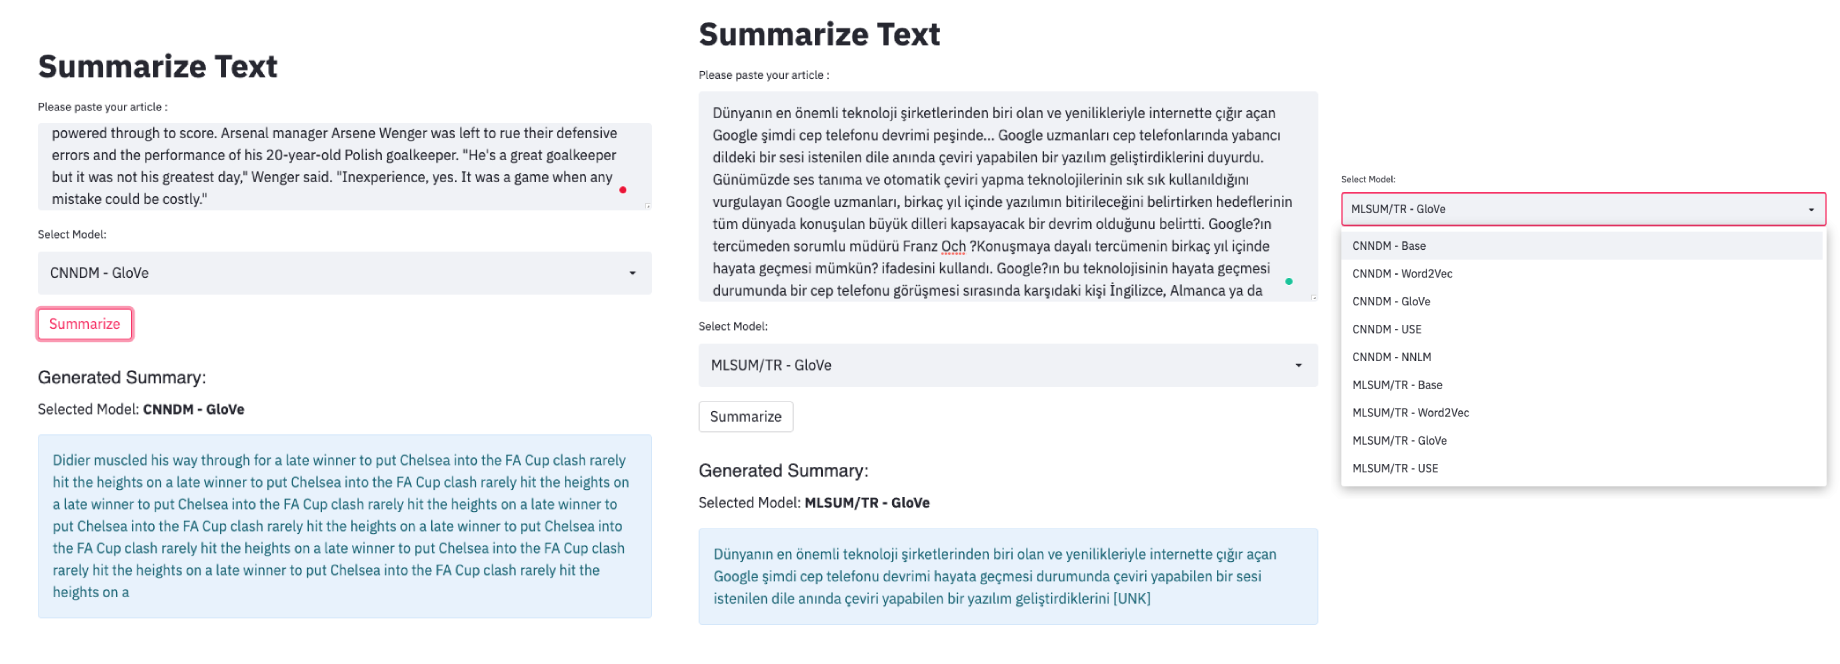 Summarize Text
Please paste your article :
powered through to score. Arsenal manager Arsene Wenger was left to rue their defensive
errors and the performance of his 20-year-old Polish goalkeeper. "He's a great goalkeeper
but it was not his greatest day," Wenger said. "Inexperience, yes. It was a game when any
mistake could be costly."
Select Model:
CNNDM - GloVe
Summarize
Generated Summary:
Selected Model: CNNDM - GloVe
Didier muscled his way through for a late winner to put Chelsea into the FA Cup clash rarely
hit the heights on a late winner to put Chelsea into the FA Cup clash rarely hit the heights on
a late winner to put Chelsea into the FA Cup clash rarely hit the heights on a late winner to
put Chelsea into the FA Cup clash rarely hit the heights on a late winner to put Chelsea into
the FA Cup clash rarely hit the heights on a late winner to put Chelsea into the FA Cup clash
rarely hit the heights on a late winner to put Chelsea into the FA Cup clash rarely hit the
heights on a
Summarize Text
Please paste your article :
Dünyanın en önemli teknoloji şirketlerinden biri olan ve yenilikleriyle internette çığır açan
Google şimdi cep telefonu devrimi peşinde... Google uzmanları cep telefonlarında yabancı
dildeki bir sesi istenilen dile anında çeviri yapabilen bir yazılım geliştirdiklerini duyurdu.
Günümüzde ses tanıma ve otomatik çeviri yapma teknolojilerinin sık sık kullanıldığını
vurgulayan Google uzmanları, birkaç yıl içinde yazılımın bitirileceğini belirtirken hedeflerinin
tüm dünyada konuşulan büyük dilleri kapsayacak bir devrim olduğunu belirtti. Google?ın
tercümeden sorumlu müdürü Franz Och ?Konuşmaya dayalı tercümenin birkaç yıl içinde
hayata geçmesi mümkün? ifadesini kullandı. Google?ın bu teknolojisinin hayata geçmesi
durumunda bir cep telefonu görüşmesi sırasında karşıdaki kişi İngilizce, Almanca ya da
Select Model:
MLSUM/TR - GloVe
Summarize
Generated Summary:
Selected Model: MLSUM/TR - GloVe
Dünyanın en önemli teknoloji şirketlerinden biri olan ve yenilikleriyle internette çığır açan
Google şimdi cep telefonu devrimi hayata geçmesi durumunda çeviri yapabilen bir sesi
istenilen dile anında çeviri yapabilen bir yazılım geliştirdiklerini [UNK]
Select Model:
MLSUM/TR - GloVe
CNNDM - Base
CNNDM - Word2Vec
CNNDM - GloVe
CNNDM - USE
CNNDM - NNLM
MLSUM/TR - Base
MLSUM/TR - Word2Vec
MLSUM/TR - GloVe
MLSUM/TR - USE